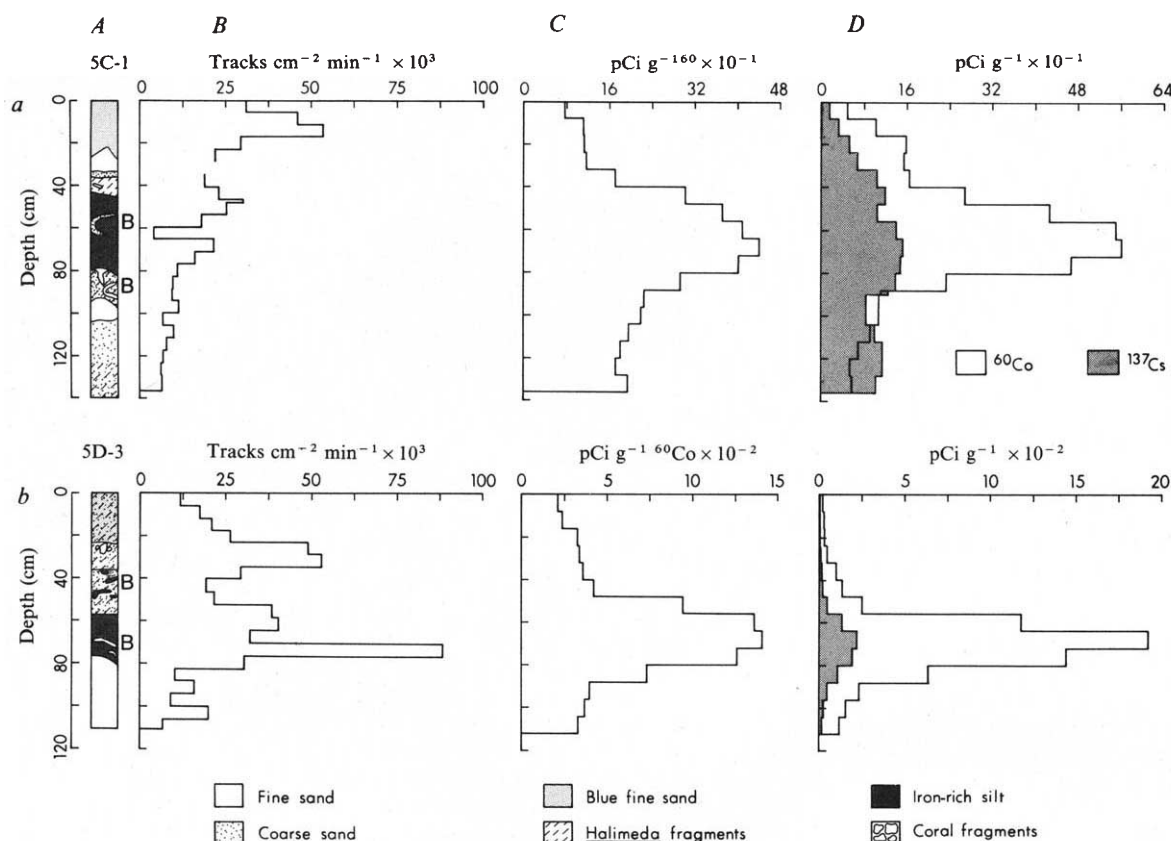 A B C D
5C-1 Tracks cm⁻² min⁻¹ × 10³ pCi g⁻¹⁶⁰ × 10⁻¹ pCi g⁻¹ × 10⁻¹
0 25 50 75 100 0 16 32 48 0 16 32 48 64
a
0
40
80
120
Depth (cm)
B
B
⁶⁰Co ¹³⁷Cs
5D-3 Tracks cm⁻² min⁻¹ × 10³ pCi g⁻¹ ⁶⁰Co × 10⁻² pCi g⁻¹ × 10⁻²
b
0 25 50 75 100 0 5 10 15 0 5 10 15 20
0
40
80
120
Depth (cm)
B
B
Fine sand Blue fine sand Iron-rich silt
Coarse sand Halimeda fragments Coral fragments